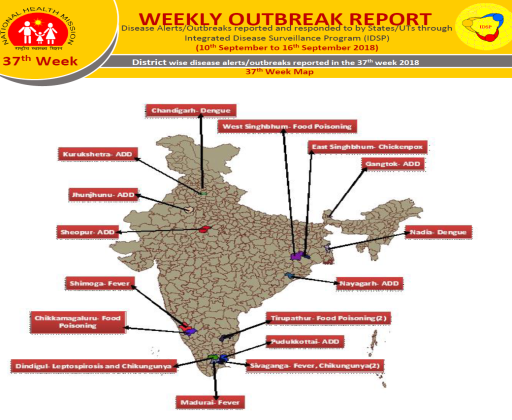 NATIONAL HEALTH MISSION
राष्ट्रीय स्वास्थ्य मिशन
37th Week
WEEKLY OUTBREAK REPORT
Disease Alerts/Outbreaks reported and responded to by States/UTs through
Integrated Disease Surveillance Program (IDSP)
(10th September to 16th September 2018)
IDSP
District wise disease alerts/outbreaks reported in the 37th week 2018
37th Week Map
Chandigarh- Dengue
West Singhbhum- Food Poisoning
East Singhbhum- Chickenpox
Kurukshetra- ADD
Gangtok- ADD
Jhunjhunu- ADD
Sheopur- ADD
Nadia- Dengue
Shimoga- Fever
Nayagarh- ADD
Chikkamagaluru- Food
Poisoning
Tirupathur- Food Poisoning(2)
Pudukkottai- ADD
Dindigul- Leptospirosis and Chikungunya
Sivaganga- Fever, Chikungunya(2)
Madurai- Fever